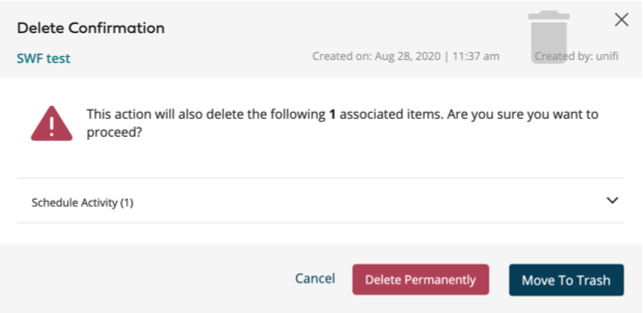 Delete Confirmation
SWF test
Created on: Aug 28, 2020 | 11:37 am
Created by: unifi
This action will also delete the following 1 associated items. Are you sure you want to
proceed?
Schedule Activity (1)
Cancel
Delete Permanently
Move To Trash